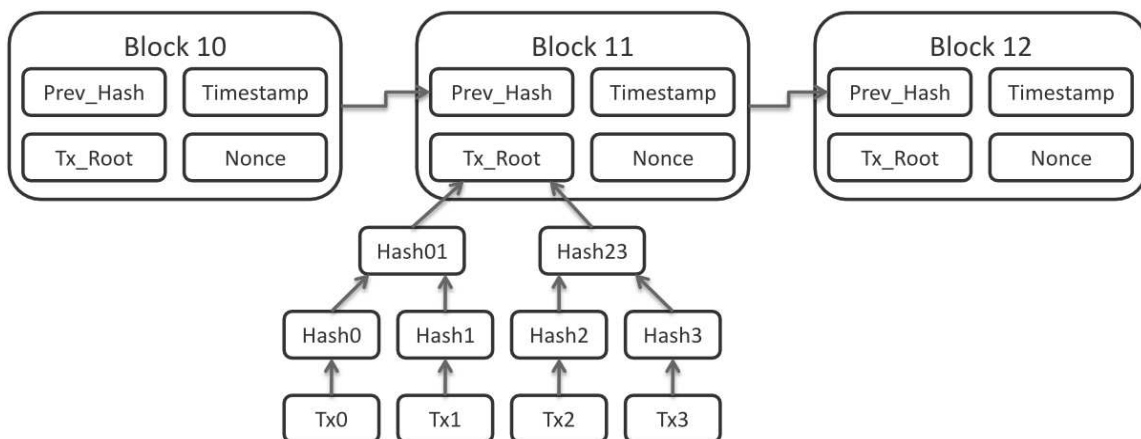 Block 10
Block 11
Block 12
Prev_Hash
Timestamp
Prev_Hash
Timestamp
Prev_Hash
Timestamp
Tx_Root
Nonce
Tx_Root
Nonce
Tx_Root
Nonce
Hash01
Hash23
Hash0
Hash1
Hash2
Hash3
Tx0
Tx1
Tx2
Tx3